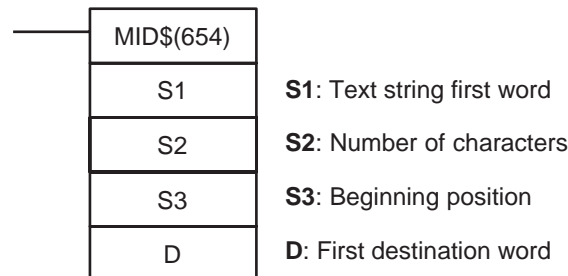 MID$(654)
S1 S1: Text string first word
S2 S2: Number of characters
S3 S3: Beginning position
D D: First destination word